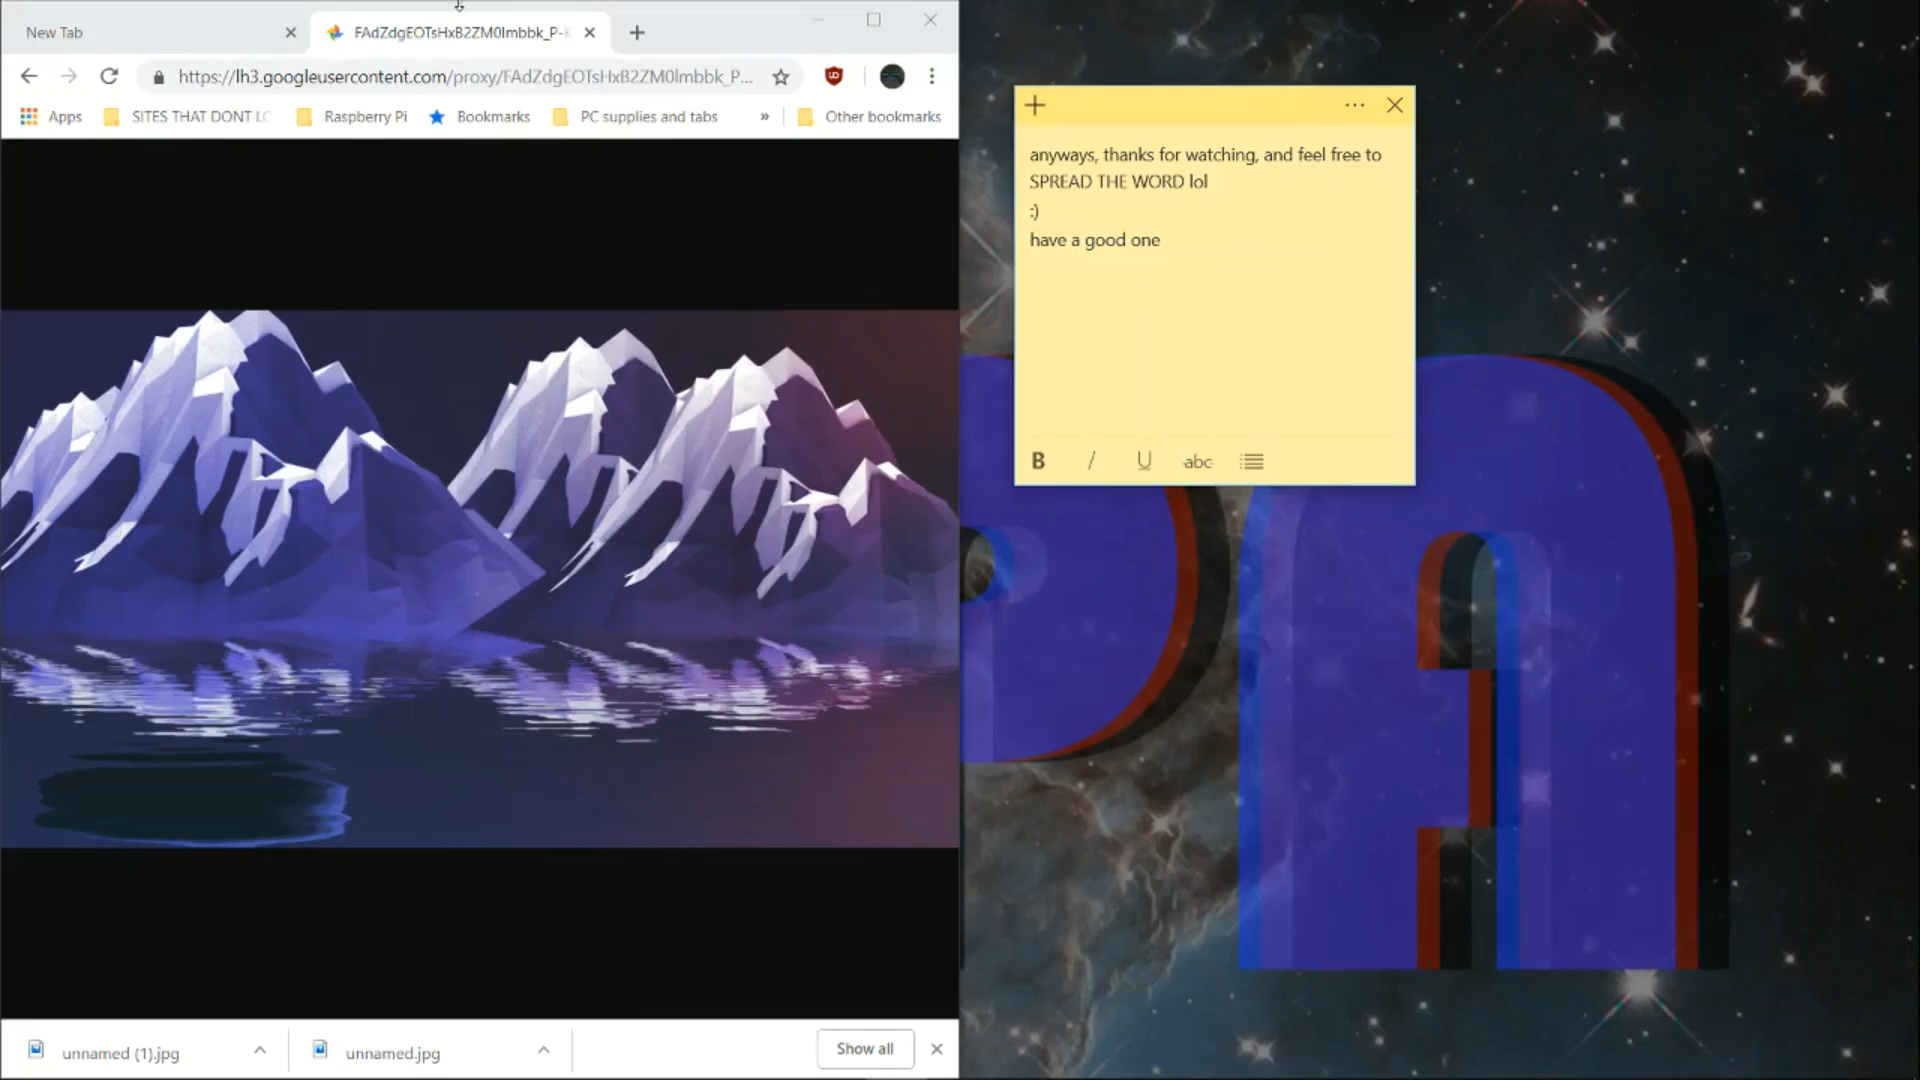 New Tab
FAdZdgEOTsHxB2ZM0lmbbk_P-K
https://lh3.googleusercontent.com/proxy/FAdZdgEOTsHxB2ZM0lmbbk_P...
Apps
SITES THAT DONT LO
Raspberry Pi
Bookmarks
PC supplies and tabs
»
Other bookmarks
anyways, thanks for watching, and feel free to
SPREAD THE WORD lol
:)
have a good one
B / U abc
PA
unnamed (1).jpg
unnamed.jpg
Show all